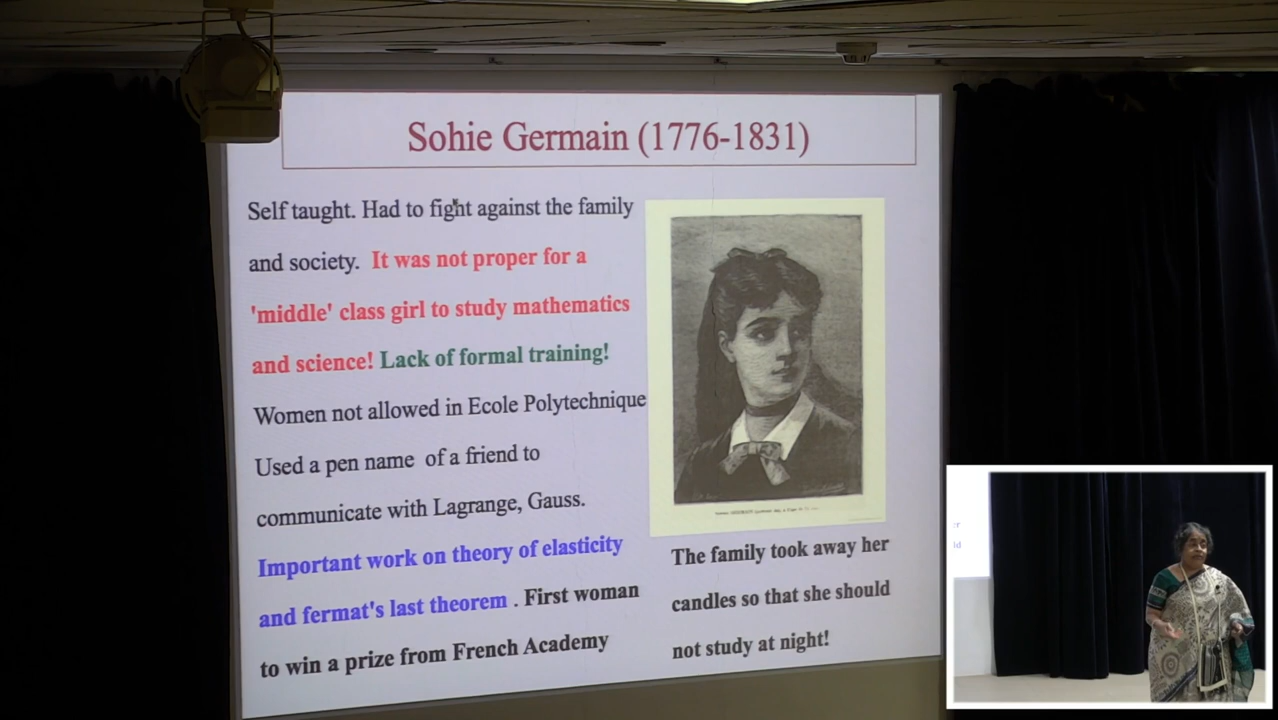 Sohie Germain (1776-1831)
Self taught. Had to fight against the family
and society. It was not proper for a
'middle' class girl to study mathematics
and science! Lack of formal training!
Women not allowed in Ecole Polytechnique
Used a pen name of a friend to
communicate with Lagrange, Gauss.
Important work on theory of elasticity
and fermat's last theorem . First woman
to win a prize from French Academy
The family took away her
candles so that she should
not study at night!